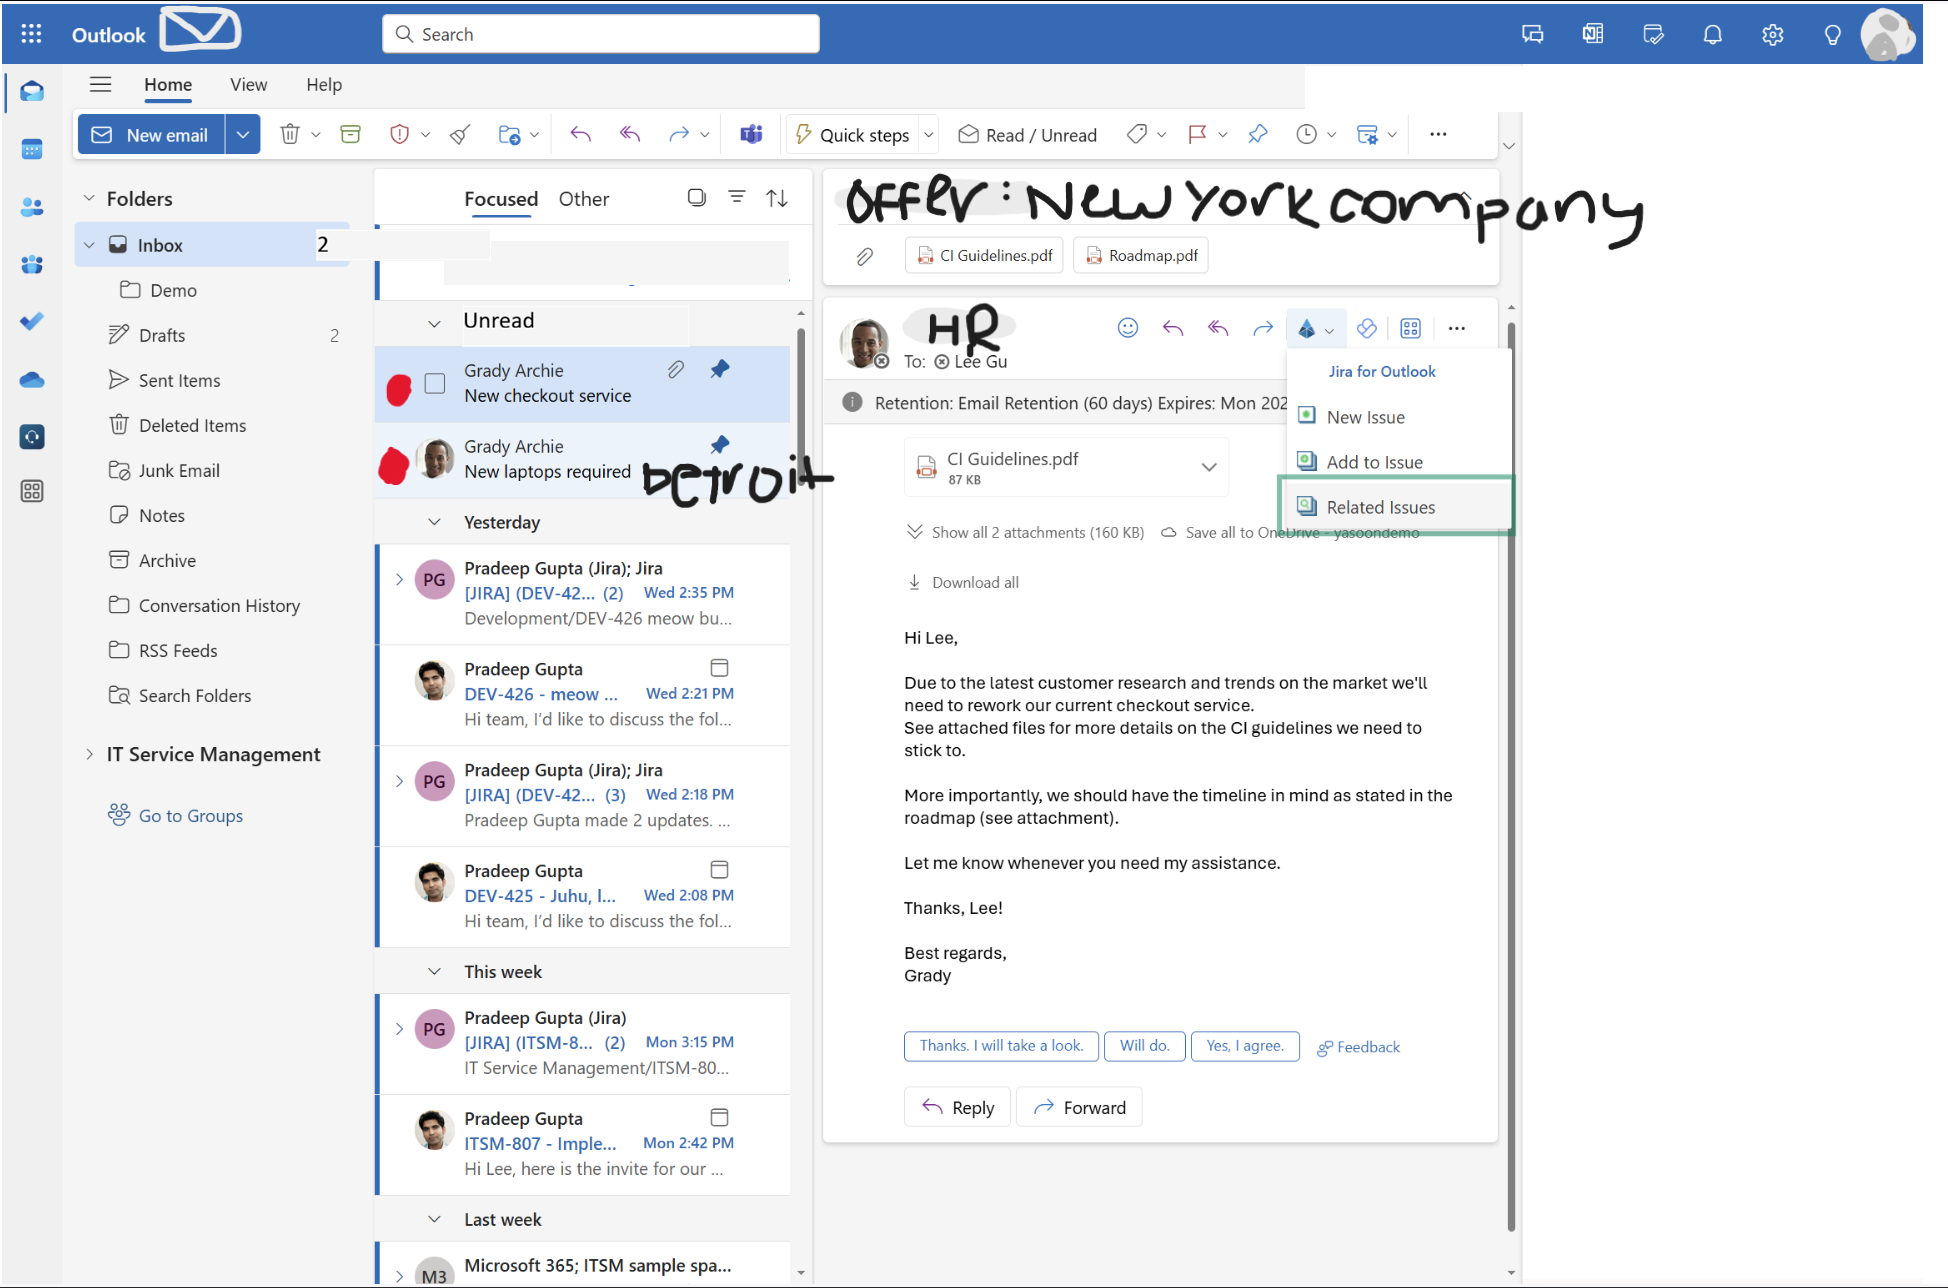 Outlook
Search
Home View Help
New email
Quick steps
Read / Unread
Folders
Inbox 2
Demo
Drafts 2
Sent Items
Deleted Items
Junk Email
Notes
Archive
Conversation History
RSS Feeds
Search Folders
IT Service Management
Go to Groups
Focused Other
Unread
Grady Archie
New checkout service
Grady Archie
New laptops required Detroit
Yesterday
PG
Pradeep Gupta (Jira); Jira
[JIRA] (DEV-42... (2) Wed 2:35 PM
Development/DEV-426 meow bu...
Pradeep Gupta
DEV-426 - meow ... Wed 2:21 PM
Hi team, I'd like to discuss the fol...
PG
Pradeep Gupta (Jira); Jira
[JIRA] (DEV-42... (3) Wed 2:18 PM
Pradeep Gupta made 2 updates. ...
Pradeep Gupta
DEV-425 - Juhu, l... Wed 2:08 PM
Hi team, I'd like to discuss the fol...
This week
PG
Pradeep Gupta (Jira)
[JIRA] (ITSM-8... (2) Mon 3:15 PM
IT Service Management/ITSM-80...
Pradeep Gupta
ITSM-807 - Imple... Mon 2:42 PM
Hi Lee, here is the invite for our ...
Last week
M3
Microsoft 365; ITSM sample spa...
OFFER: New York company
CI Guidelines.pdf Roadmap.pdf
HR
To: Lee Gu
Retention: Email Retention (60 days) Expires: Mon 202
Jira for Outlook
New Issue
Add to Issue
Related Issues
CI Guidelines.pdf
87 KB
Show all 2 attachments (160 KB) Save all to OneDrive - yasoondemo
Download all
Hi Lee,
Due to the latest customer research and trends on the market we'll
need to rework our current checkout service.
See attached files for more details on the CI guidelines we need to
stick to.
More importantly, we should have the timeline in mind as stated in the
roadmap (see attachment).
Let me know whenever you need my assistance.
Thanks, Lee!
Best regards,
Grady
Thanks. I will take a look. Will do. Yes, I agree. Feedback
Reply Forward